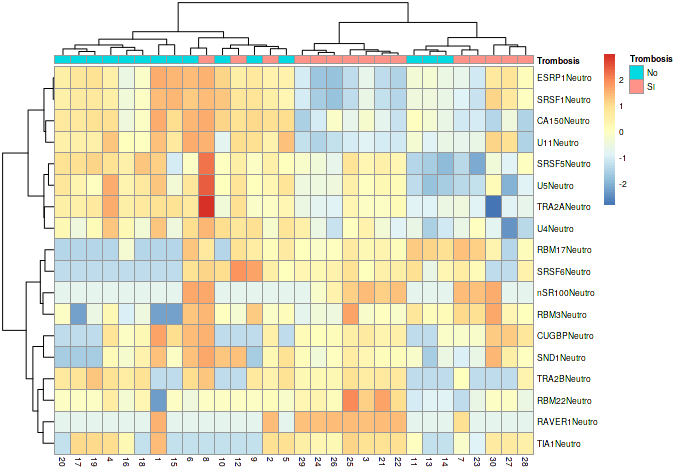 Trombosis
ESRP1Neutro
SRSF1Neutro
CA150Neutro
U11Neutro
SRSF5Neutro
U5Neutro
TRA2ANeutro
U4Neutro
RBM17Neutro
SRSF6Neutro
nSR100Neutro
RBM3Neutro
CUGBPNeutro
SND1Neutro
TRA2BNeutro
RBM22Neutro
RAVER1Neutro
TIA1Neutro
20 17 19 4 16 18 1 15 6 8 10 12 9 2 5 29 24 26 25 3 21 22 11 13 14 7 23 30 27 28
2
1
0
-1
-2
Trombosis
No
SI